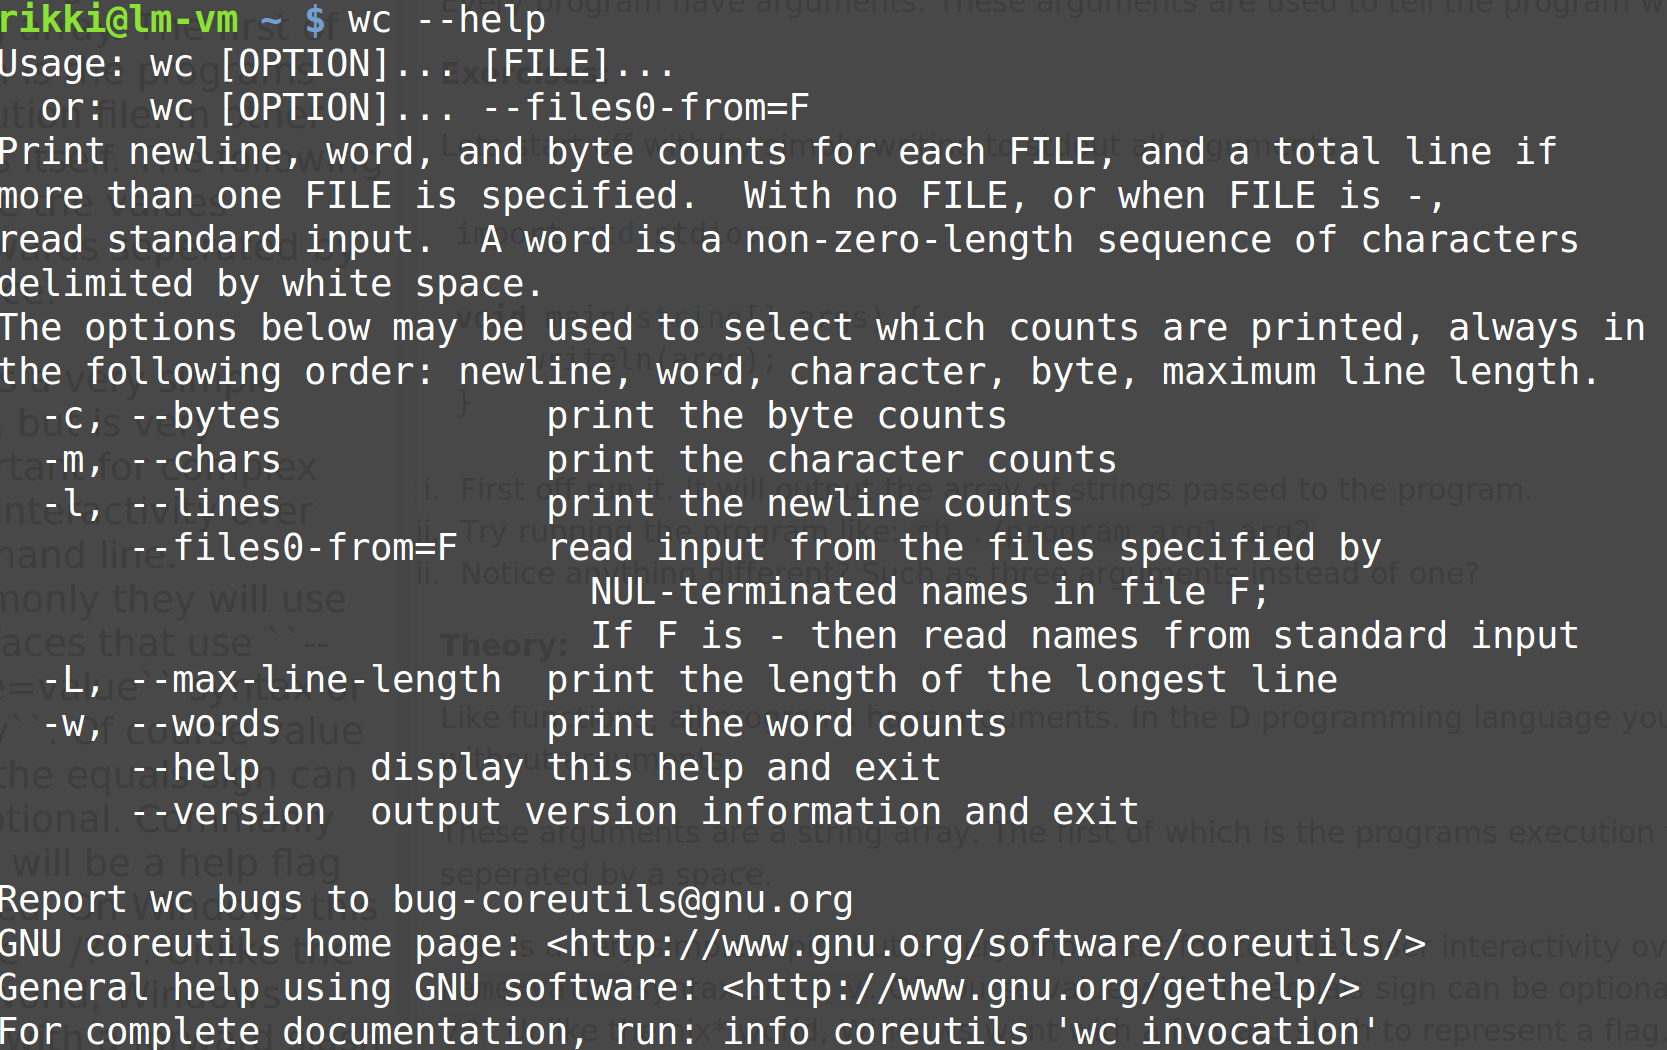 rikki@lm-vm ~ $ wc --help
Usage: wc [OPTION]... [FILE]...
  or:  wc [OPTION]... --files0-from=F
Print newline, word, and byte counts for each FILE, and a total line if
more than one FILE is specified.  With no FILE, or when FILE is -,
read standard input.  A word is a non-zero-length sequence of characters
delimited by white space.
The options below may be used to select which counts are printed, always in
the following order: newline, word, character, byte, maximum line length.
  -c, --bytes            print the byte counts
  -m, --chars            print the character counts
  -l, --lines            print the newline counts
      --files0-from=F    read input from the files specified by
                           NUL-terminated names in file F;
                           If F is - then read names from standard input
  -L, --max-line-length  print the length of the longest line
  -w, --words            print the word counts
      --help     display this help and exit
      --version  output version information and exit

Report wc bugs to bug-coreutils@gnu.org
GNU coreutils home page: <http://www.gnu.org/software/coreutils/>
General help using GNU software: <http://www.gnu.org/gethelp/>
For complete documentation, run: info coreutils 'wc invocation'